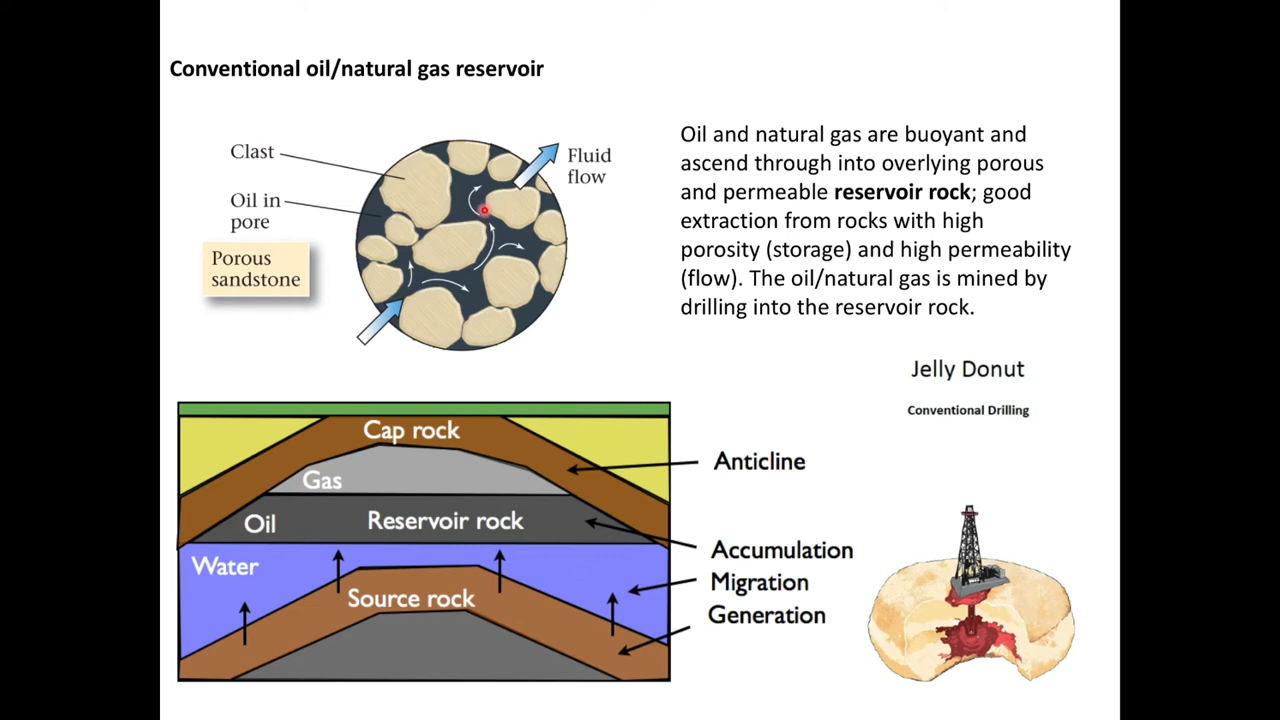 Conventional oil/natural gas reservoir
Clast
Oil in
pore
Porous
sandstone
Fluid
flow
Oil and natural gas are buoyant and
ascend through into overlying porous
and permeable reservoir rock; good
extraction from rocks with high
porosity (storage) and high permeability
(flow). The oil/natural gas is mined by
drilling into the reservoir rock.
Jelly Donut
Conventional Drilling
Cap rock
Gas
Oil
Reservoir rock
Water
Source rock
Anticline
Accumulation
Migration
Generation